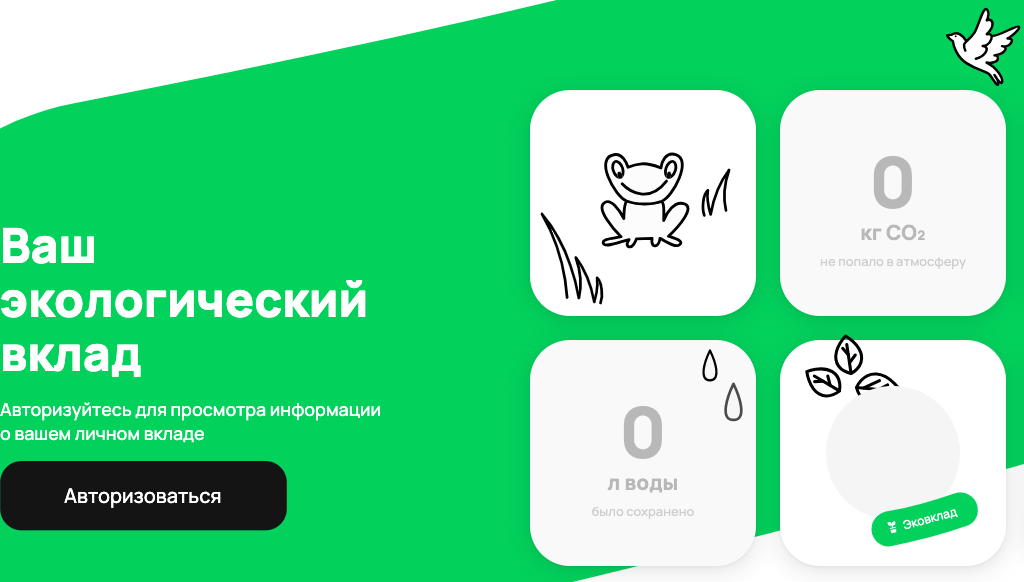 Ваш
экологический
вклад
Авторизуйтесь для просмотра информации
о вашем личном вкладе
Авторизоваться
0
кг CO₂
не попало в атмосферу
0
л воды
было сохранено
Эковклад